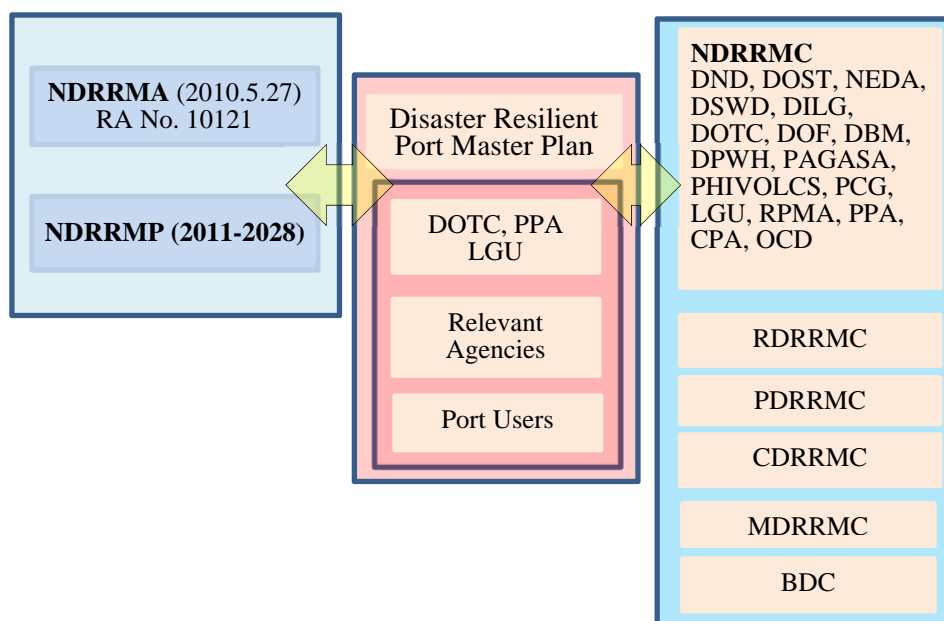 NDRRMA (2010.5.27)
RA No. 10121
NDRRMP (2011-2028)
Disaster Resilient
Port Master Plan
DOTC, PPA
LGU
Relevant
Agencies
Port Users
NDRRMC
DND, DOST, NEDA,
DSWD, DILG,
DOTC, DOF, DBM,
DPWH, PAGASA,
PHIVOLCS, PCG,
LGU, RPMA, PPA,
CPA, OCD
RDRRMC
PDRRMC
CDRRMC
MDRRMC
BDC